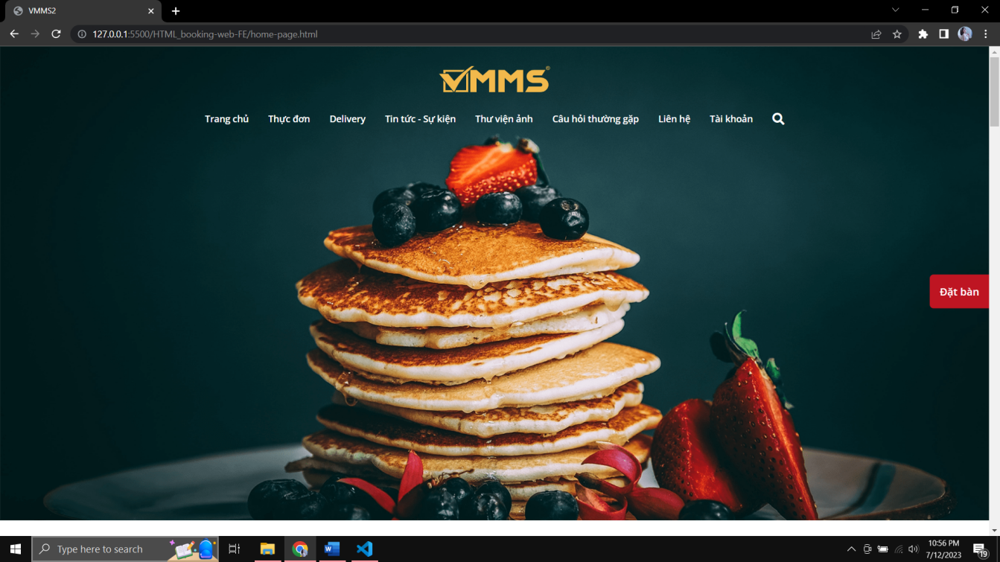 VMMS2
127.0.0.1:5500/HTML_booking-web-FE/home-page.html
VMMS®
Trang chủ Thực đơn Delivery Tin tức - Sự kiện Thư viện ảnh Câu hỏi thường gặp Liên hệ Tài khoản
Đặt bàn
Type here to search
10:56 PM
7/12/2023
19